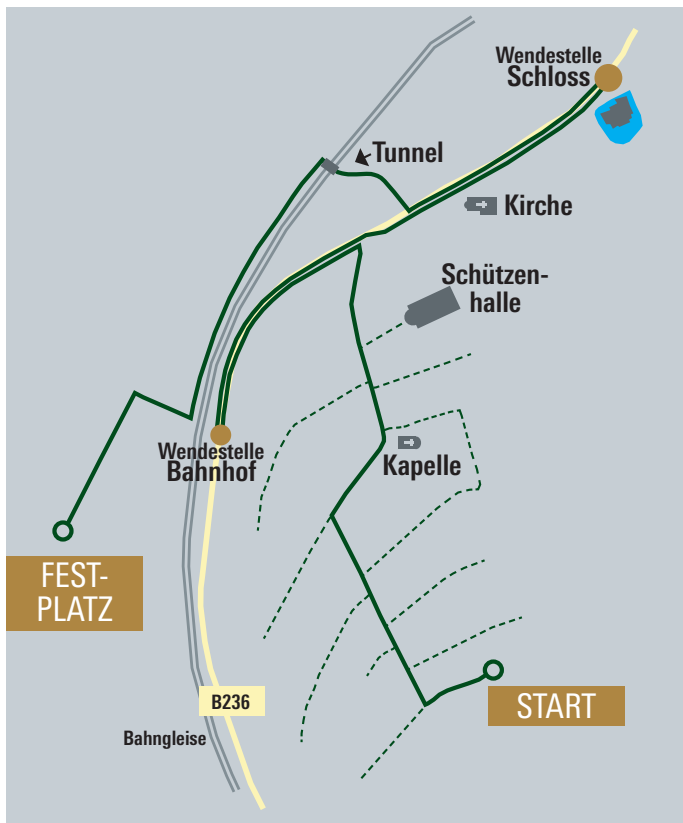 Wendestelle
Schloss
Tunnel
Kirche
Schützen-
halle
Wendestelle
Bahnhof
Kapelle
FEST-
PLATZ
B236
START
Bahngleise